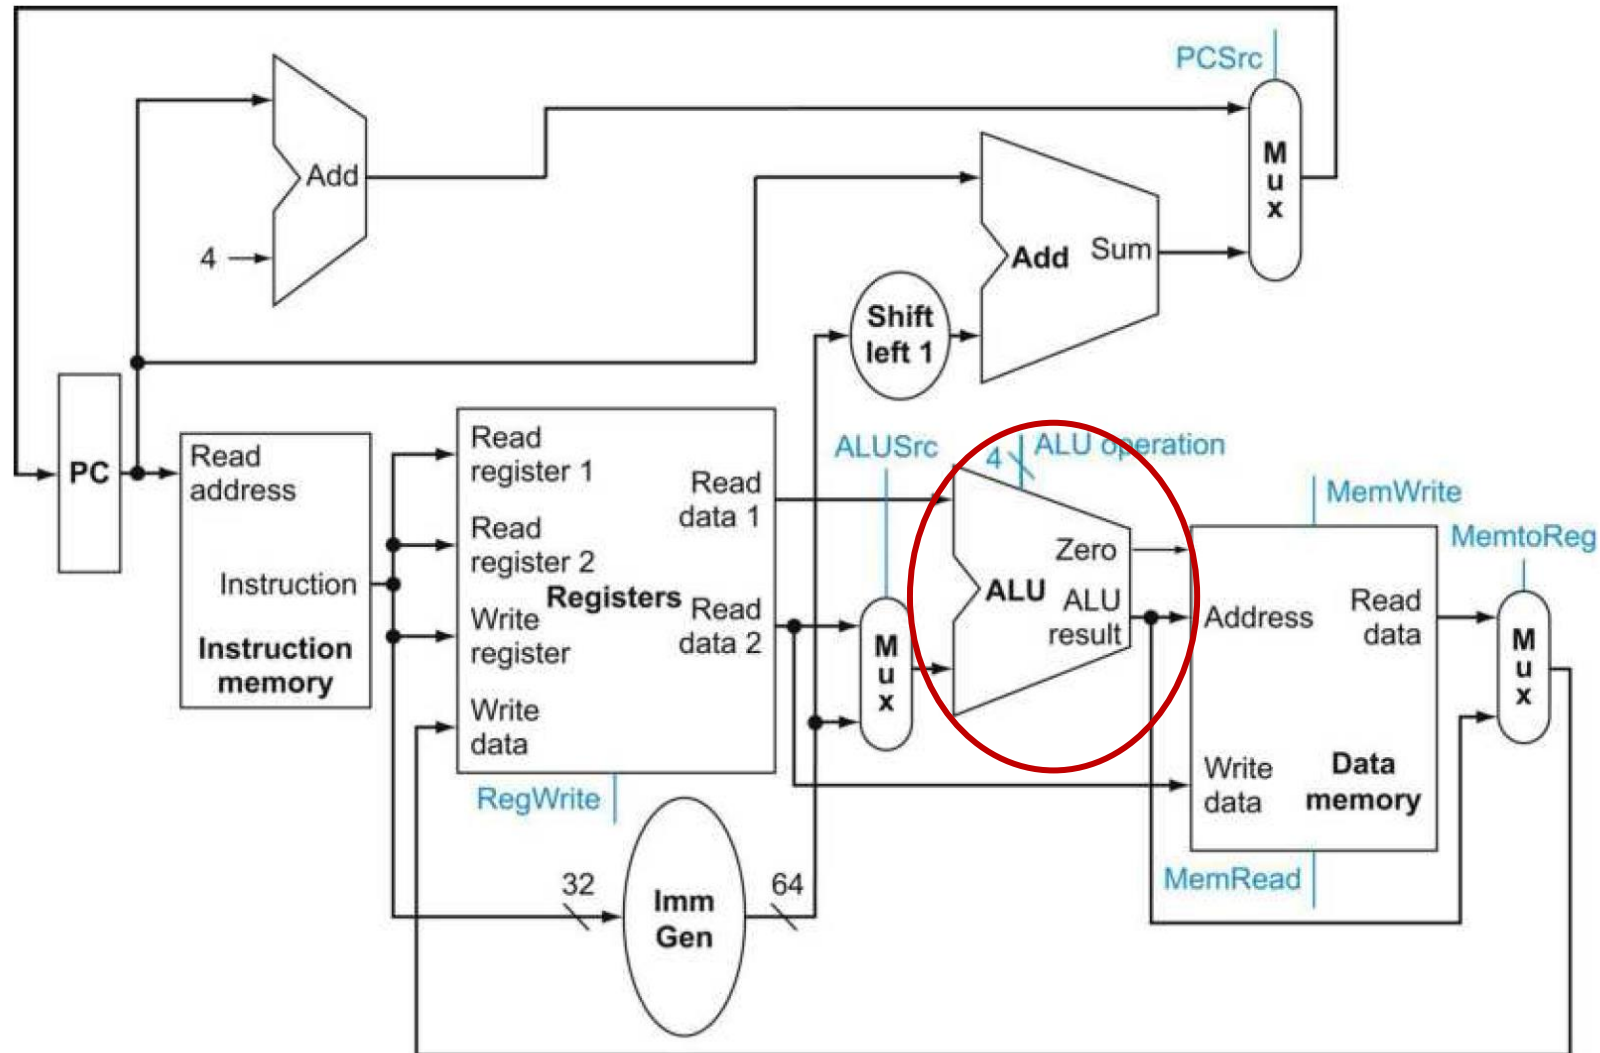 PCSrc
M
u
x
Add
4
Add
Sum
Shift
left 1
PC
Read
address
Instruction
Instruction
memory
Read
register 1
Read
register 2
Write
register
Write
data
Registers
Read
data 1
Read
data 2
RegWrite
ALUSrc
M
u
x
4
ALU operation
Zero
ALU
ALU
result
MemWrite
Address
Read
data
Write
data
Data
memory
MemRead
MemtoReg
M
u
x
32
Imm
Gen
64